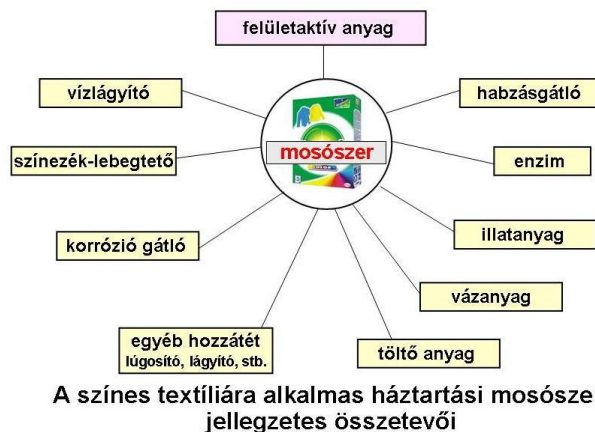 felületaktív anyag
vízlágyító
habzásgátló
mosószer
színezék-lebegtető
enzim
illatanyag
korrózió gátló
vázanyag
egyéb hozzátét
lúgosító, lágyító, stb.
töltő anyag
A színes textíliára alkalmas háztartási mosósze
jellegzetes összetevői